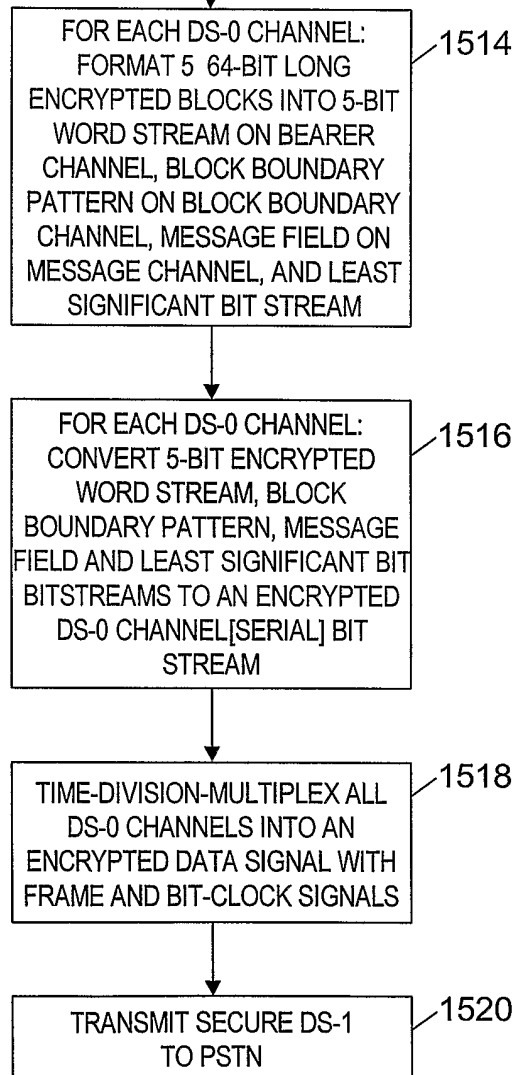 FOR EACH DS-0 CHANNEL:
FORMAT 5 64-BIT LONG
ENCRYPTED BLOCKS INTO 5-BIT
WORD STREAM ON BEARER
CHANNEL, BLOCK BOUNDARY
PATTERN ON BLOCK BOUNDARY
CHANNEL, MESSAGE FIELD ON
MESSAGE CHANNEL, AND LEAST
SIGNIFICANT BIT STREAM
1514
FOR EACH DS-0 CHANNEL:
CONVERT 5-BIT ENCRYPTED
WORD STREAM, BLOCK
BOUNDARY PATTERN, MESSAGE
FIELD AND LEAST SIGNIFICANT BIT
BITSTREAMS TO AN ENCRYPTED
DS-0 CHANNEL[SERIAL] BIT
STREAM
1516
TIME-DIVISION-MULTIPLEX ALL
DS-0 CHANNELS INTO AN
ENCRYPTED DATA SIGNAL WITH
FRAME AND BIT-CLOCK SIGNALS
1518
TRANSMIT SECURE DS-1
TO PSTN
1520